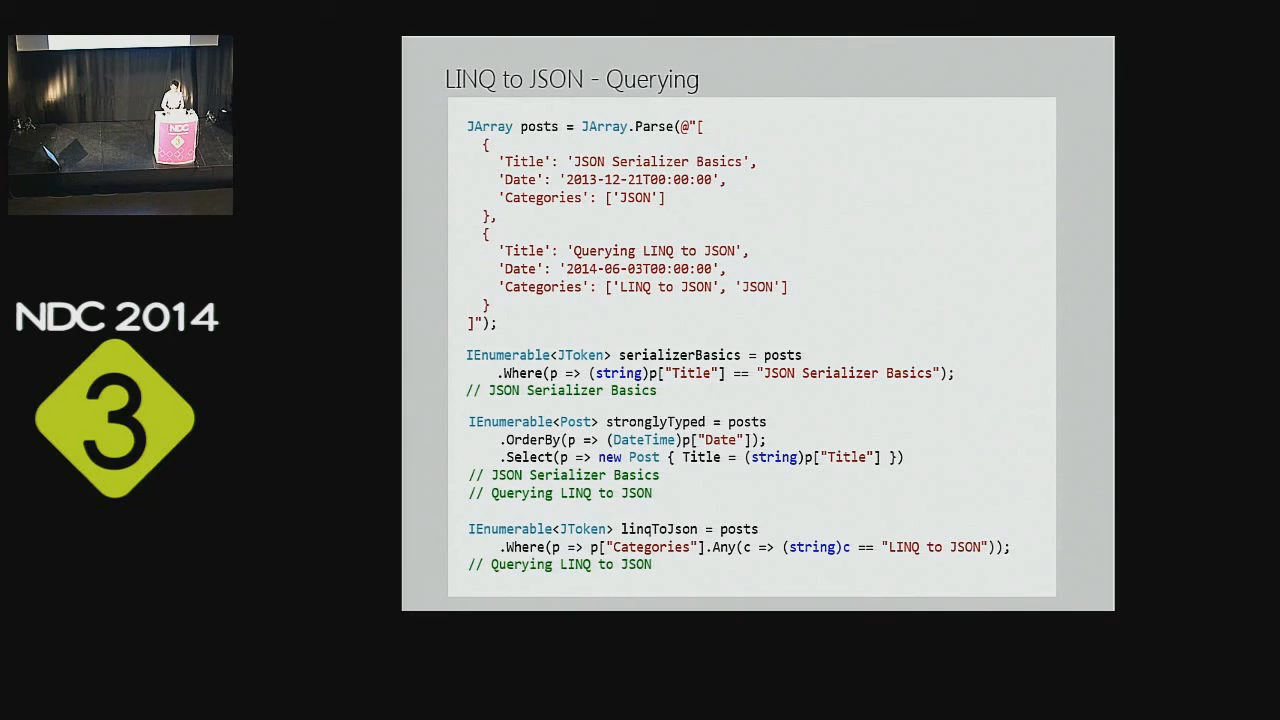 LINQ to JSON - Querying
JArray posts = JArray.Parse(@"[
{
'Title': 'JSON Serializer Basics',
'Date': '2013-12-21T00:00:00',
'Categories': ['JSON']
},
{
'Title': 'Querying LINQ to JSON',
'Date': '2014-06-03T00:00:00',
'Categories': ['LINQ to JSON', 'JSON']
}
]");
IEnumerable<JToken> serializerBasics = posts
.Where(p => (string)p["Title"] == "JSON Serializer Basics");
// JSON Serializer Basics
IEnumerable<Post> stronglyTyped = posts
.OrderBy(p => (DateTime)p["Date"]);
.Select(p => new Post { Title = (string)p["Title"] })
// JSON Serializer Basics
// Querying LINQ to JSON
IEnumerable<JToken> linqToJson = posts
.Where(p => p["Categories"].Any(c => (string)c == "LINQ to JSON"));
// Querying LINQ to JSON
NDC
NDC 2014
3